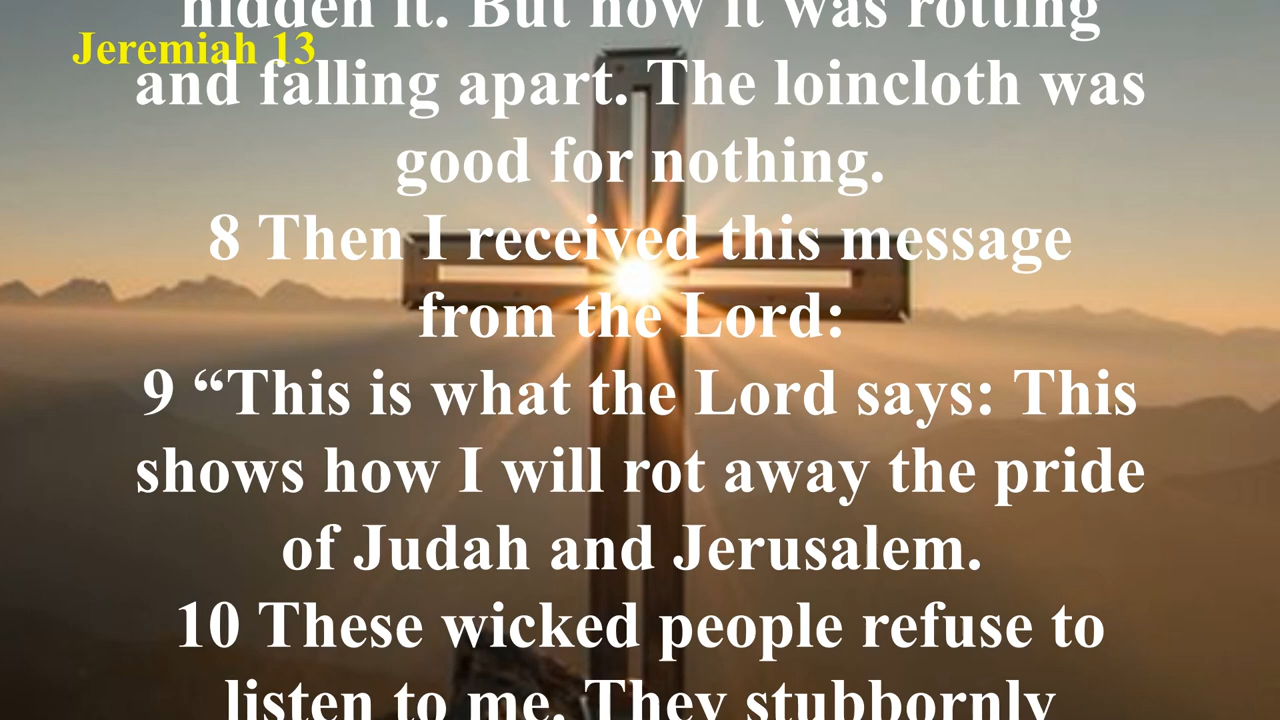 hidden it. But now it was rotting
Jeremiah 13
and falling apart. The loincloth was
good for nothing.
8 Then I received this message
from the Lord:
9 “This is what the Lord says: This
shows how I will rot away the pride
of Judah and Jerusalem.
10 These wicked people refuse to
listen to me. They stubbornly